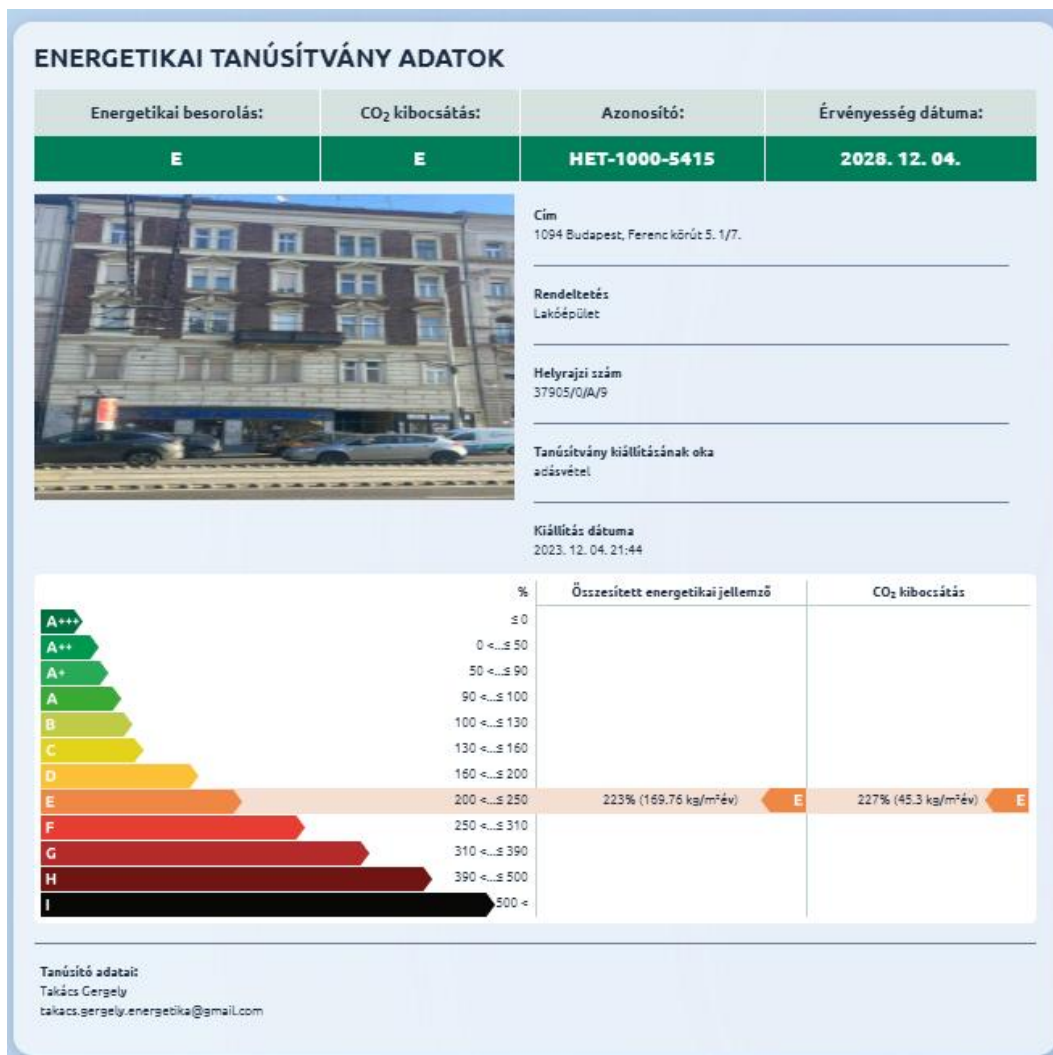 ENERGETIKAI TANÚSÍTVÁNY ADATOK
Energetikai besorolás: CO₂ kibocsátás: Azonosító: Érvényesség dátuma:
E E HET-1000-5415 2028. 12. 04.
Cím
1094 Budapest, Ferenc körút 5. 1/7.
Rendeltetés
Lakóépület
Helyrajzi szám
37905/0/A/9
Tanúsítvány kiállításának oka
adásvétel
Kiállítás dátuma
2023. 12. 04. 21:44
% Összesített energetikai jellemző CO₂ kibocsátás
A+++ ≤ 0
A++ 0 <...≤ 50
A+ 50 <...≤ 90
A 90 <...≤ 100
B 100 <...≤ 130
C 130 <...≤ 160
D 160 <...≤ 200
E 200 <...≤ 250 223% (169.76 kg/m²év) E 227% (45.3 kg/m²év) E
F 250 <...≤ 310
G 310 <...≤ 390
H 390 <...≤ 500
I 500 <
Tanúsító adatai:
Takács Gergely
takacs.gergely.energetika@gmail.com